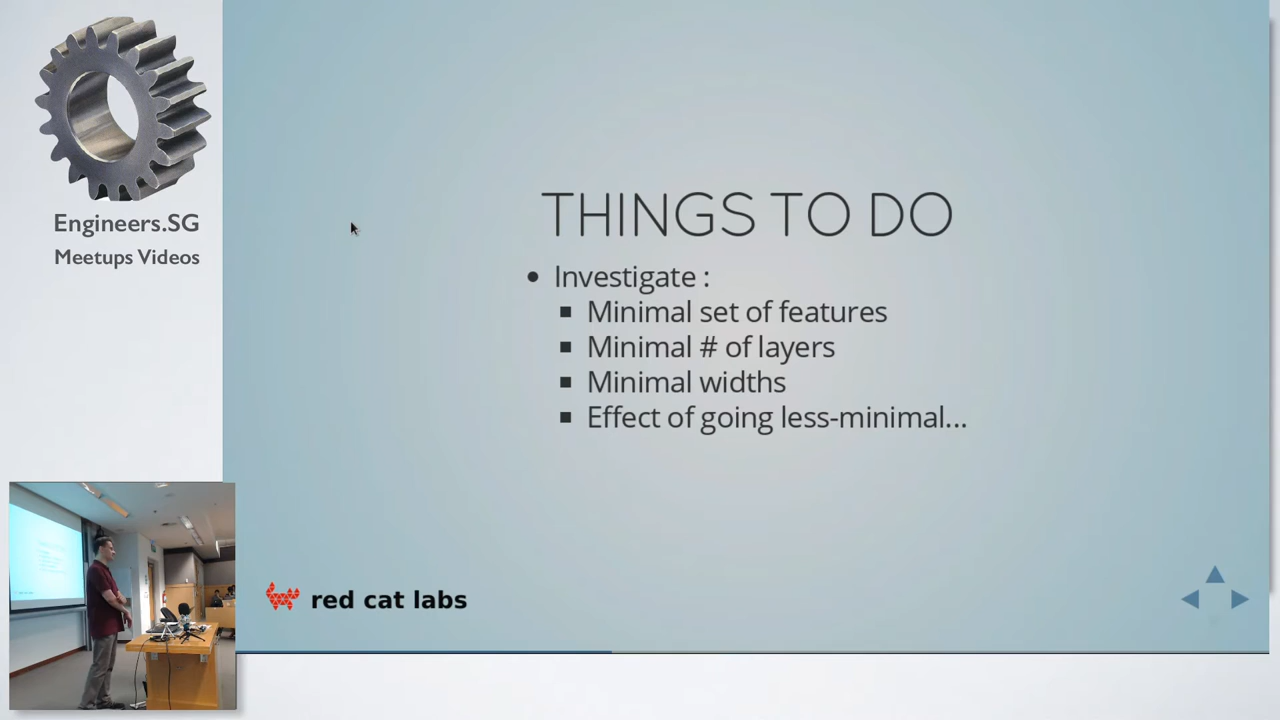 Engineers.SG
Meetups Videos
THINGS TO DO
Investigate :
Minimal set of features
Minimal # of layers
Minimal widths
Effect of going less-minimal...
red cat labs